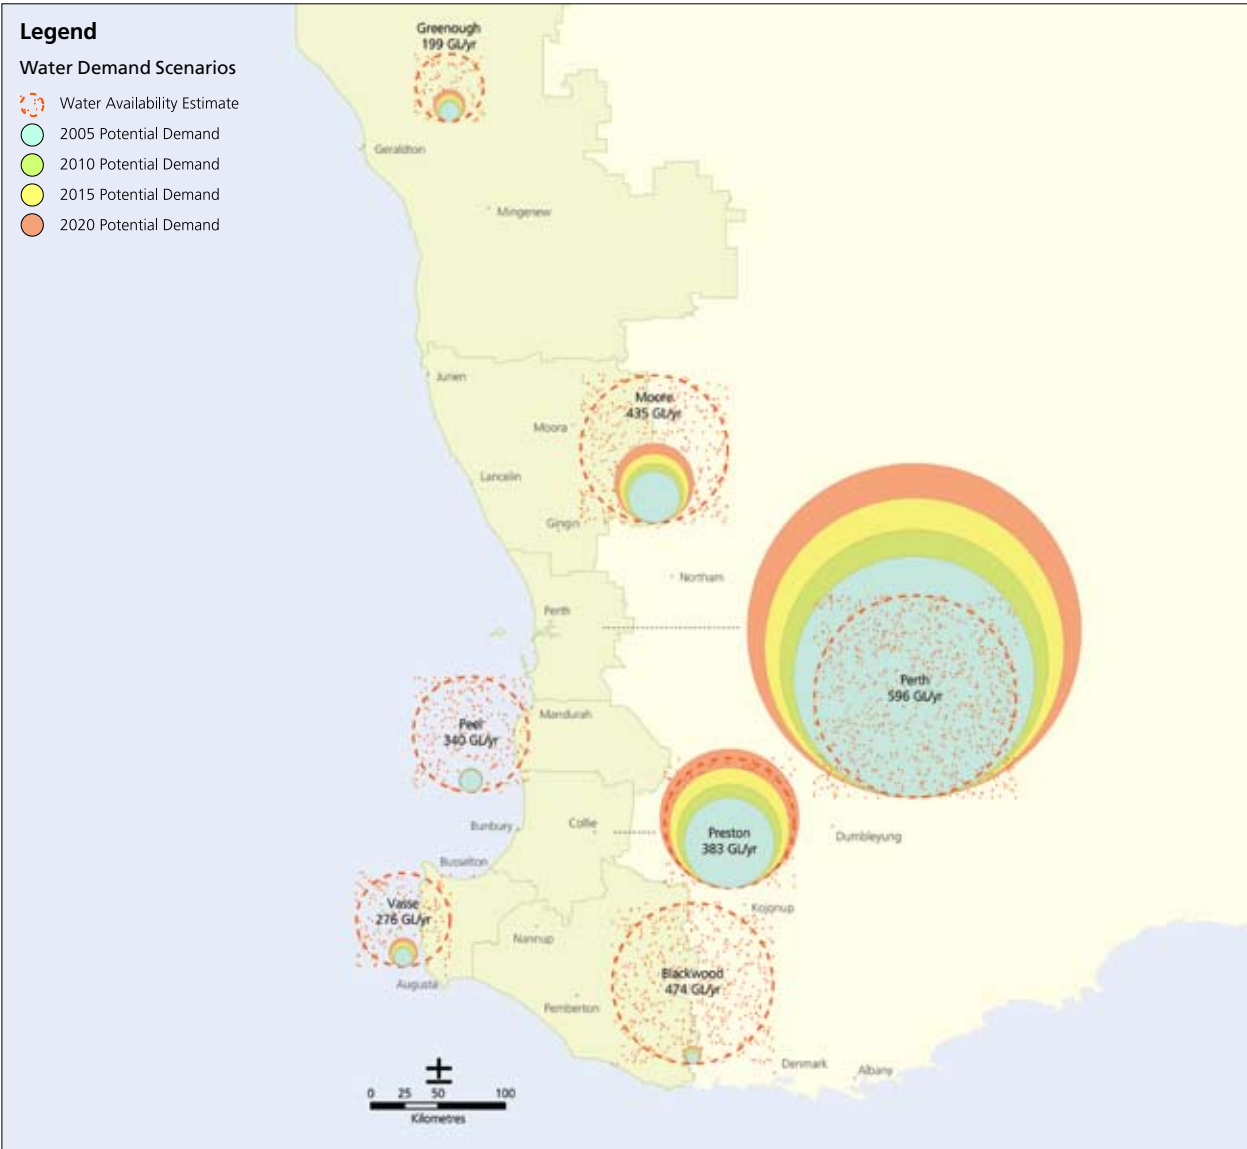 Legend
Water Demand Scenarios
Water Availability Estimate
2005 Potential Demand
2010 Potential Demand
2015 Potential Demand
2020 Potential Demand
Greenough
199 GL/yr
Geraldton
Mingenew
Jurien
Moore
435 GL/yr
Moora
Lancelin
Gingin
Northam
Perth
Perth
596 GL/yr
Peel
340 GL/yr
Mandurah
Bunbury
Collie
Preston
383 GL/yr
Dumbleyung
Busselton
Vasse
276 GL/yr
Kojonup
Nannup
Augusta
Blackwood
474 GL/yr
Pemberton
Denmark
Albany
0 25 50 100
Kilometres